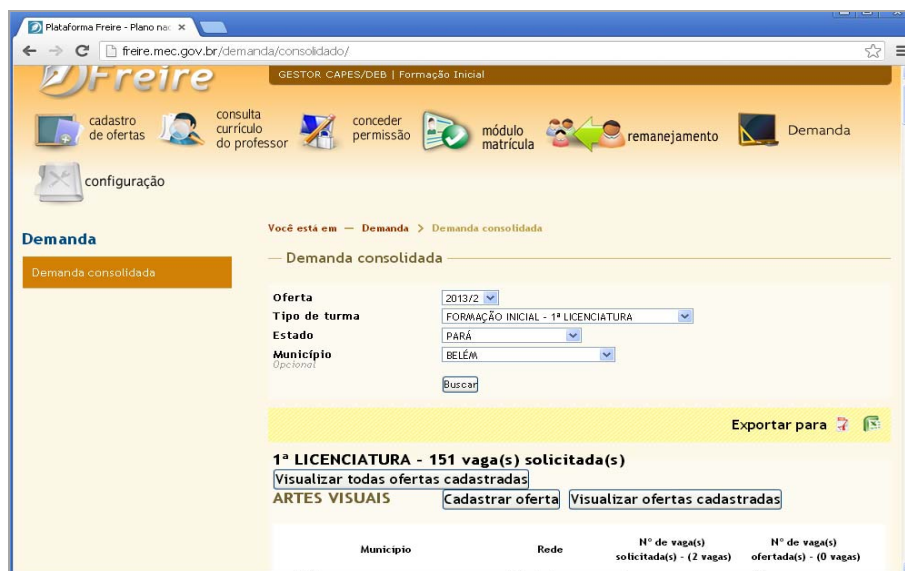 Plataforma Freire - Plano nac
freire.mec.gov.br/demanda/consolidado/
Freire
GESTOR CAPES/DEB | Formação Inicial
cadastro
de ofertas
consulta
currículo
do professor
conceder
permissão
módulo
matrícula
remanejamento
Demanda
configuração
Demanda
Demanda consolidada
Você está em — Demanda > Demanda consolidada
Demanda consolidada
Oferta 2013/2
Tipo de turma FORMAÇÃO INICIAL - 1ª LICENCIATURA
Estado PARÁ
Município BELÉM
Opcional
Buscar
Exportar para
1ª LICENCIATURA - 151 vaga(s) solicitada(s)
Visualizar todas ofertas cadastradas
ARTES VISUAIS Cadastrar oferta Visualizar ofertas cadastradas
Município Rede Nº de vaga(s) solicitada(s) - (2 vagas) Nº de vaga(s) ofertada(s) - (0 vagas)